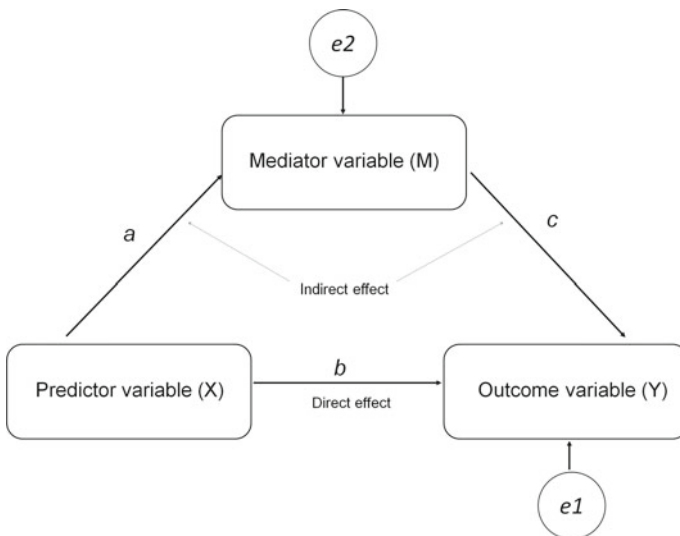 e2
Mediator variable (M)
a
c
Indirect effect
Predictor variable (X)
b
Direct effect
Outcome variable (Y)
e1